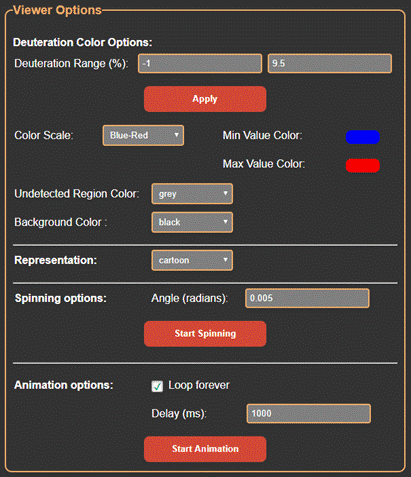 Viewer Options
Deuteration Color Options:
Deuteration Range (%): -1 9.5
Apply
Color Scale: Blue-Red Min Value Color:
Max Value Color:
Undetected Region Color: grey
Background Color : black
Representation: cartoon
Spinning options: Angle (radians): 0.005
Start Spinning
Animation options: Loop forever
Delay (ms): 1000
Start Animation